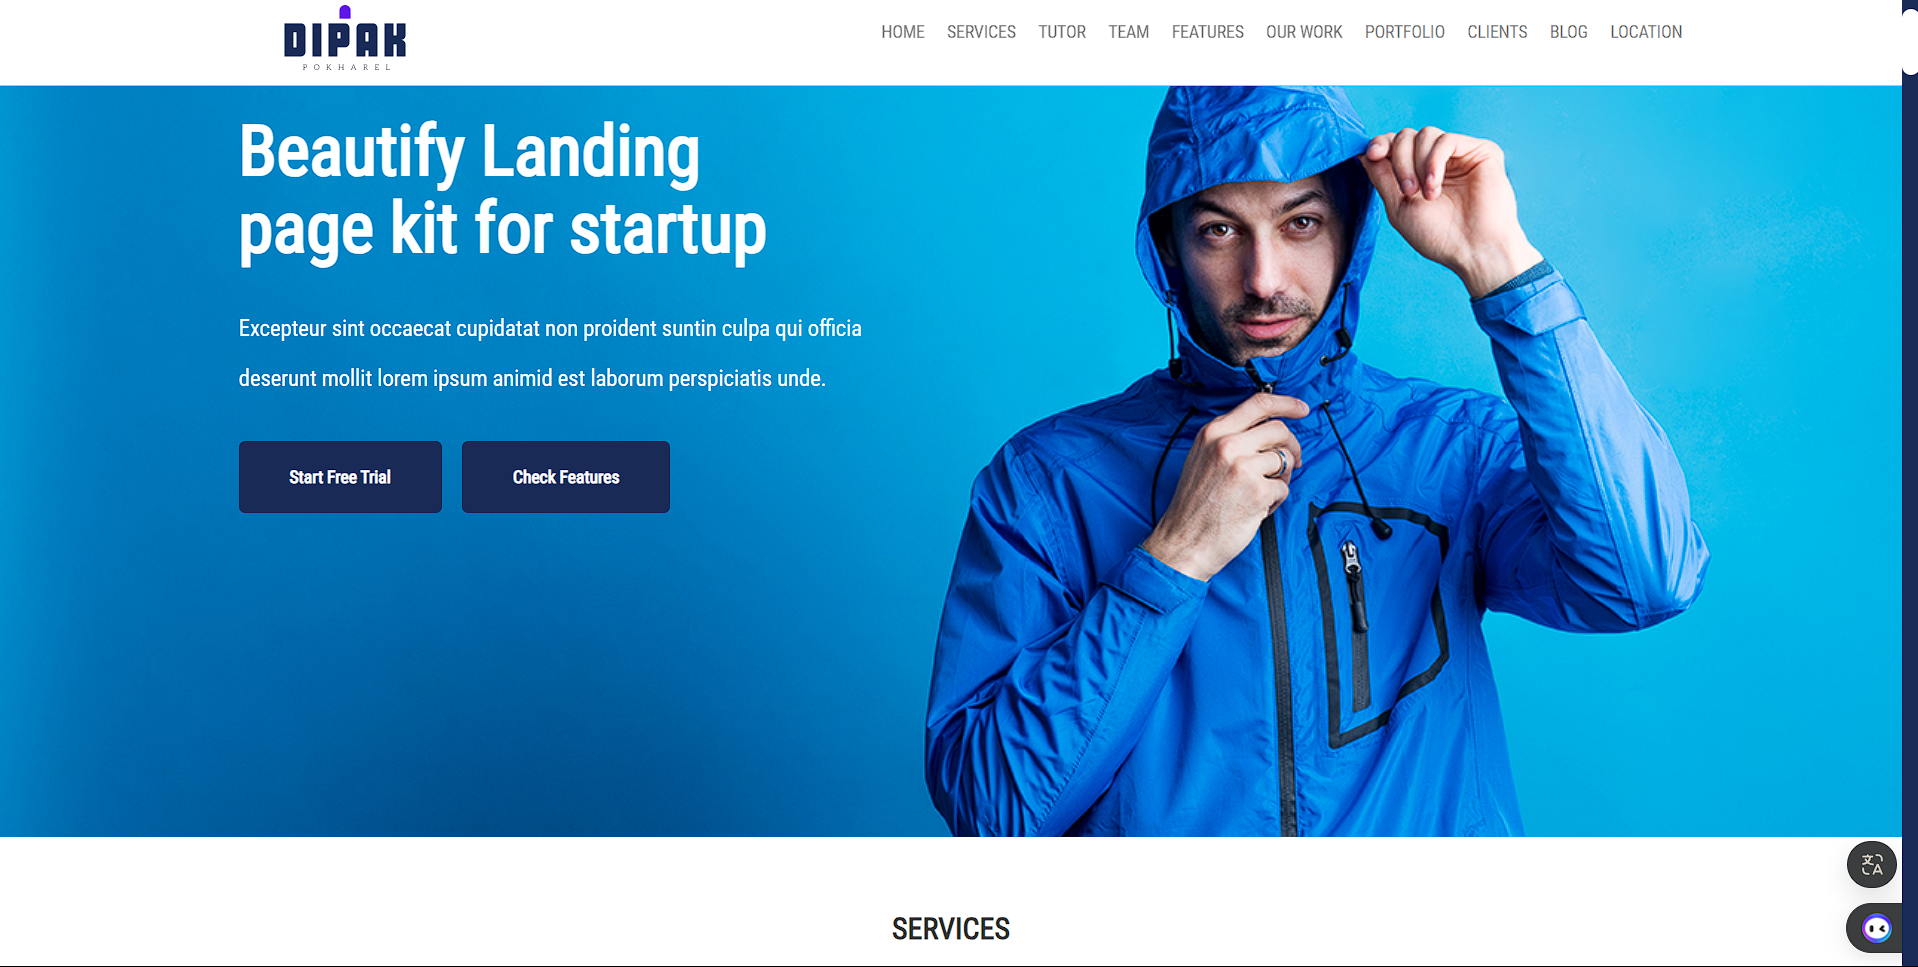 DIPAK
POKHAREL
HOME SERVICES TUTOR TEAM FEATURES OUR WORK PORTFOLIO CLIENTS BLOG LOCATION
Beautify Landing
page kit for startup
Excepteur sint occaecat cupidatat non proident suntin culpa qui officia
deserunt mollit lorem ipsum animid est laborum perspiciatis unde.
Start Free Trial Check Features
文 A
SERVICES